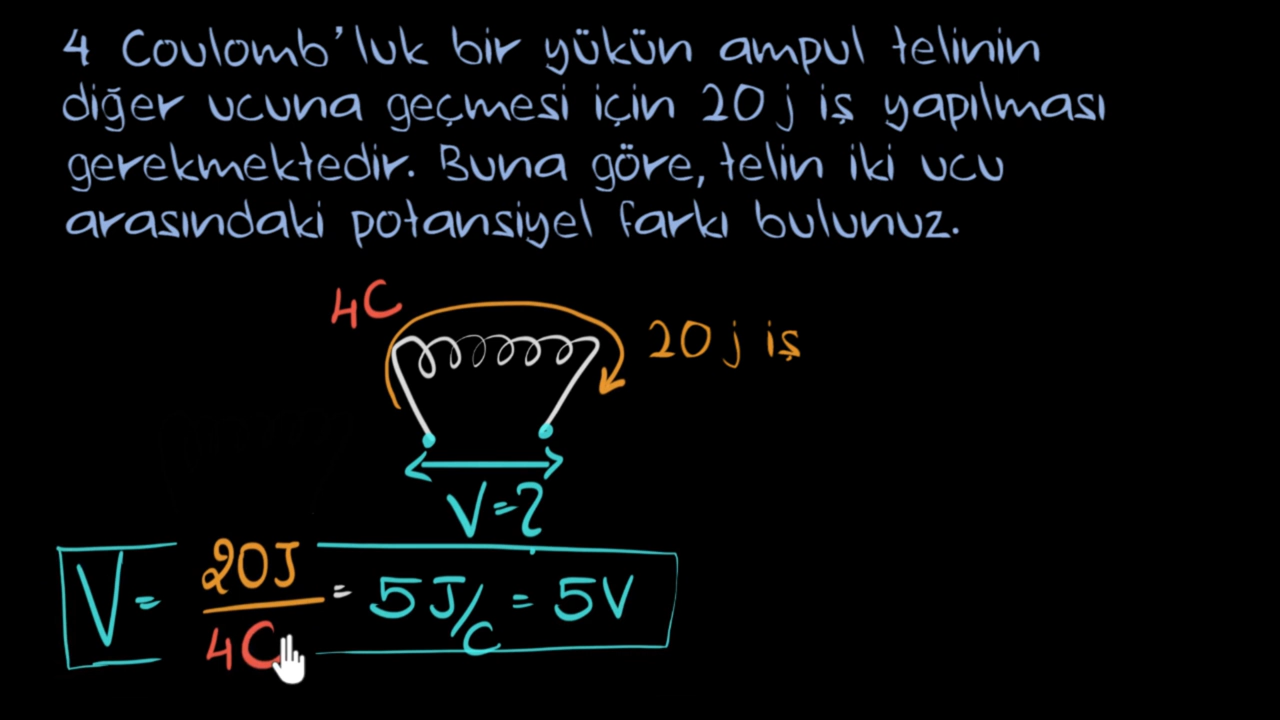 4 Coulomb'luk bir yükün ampul telinin
diğer ucuna geçmesi için 20 j iş yapılması
gerekmektedir. Buna göre, telin iki ucu
arasındaki potansiyel farkı bulunuz.
4C
20 j iş
V=?
V = 20J / 4C = 5 J/C = 5V